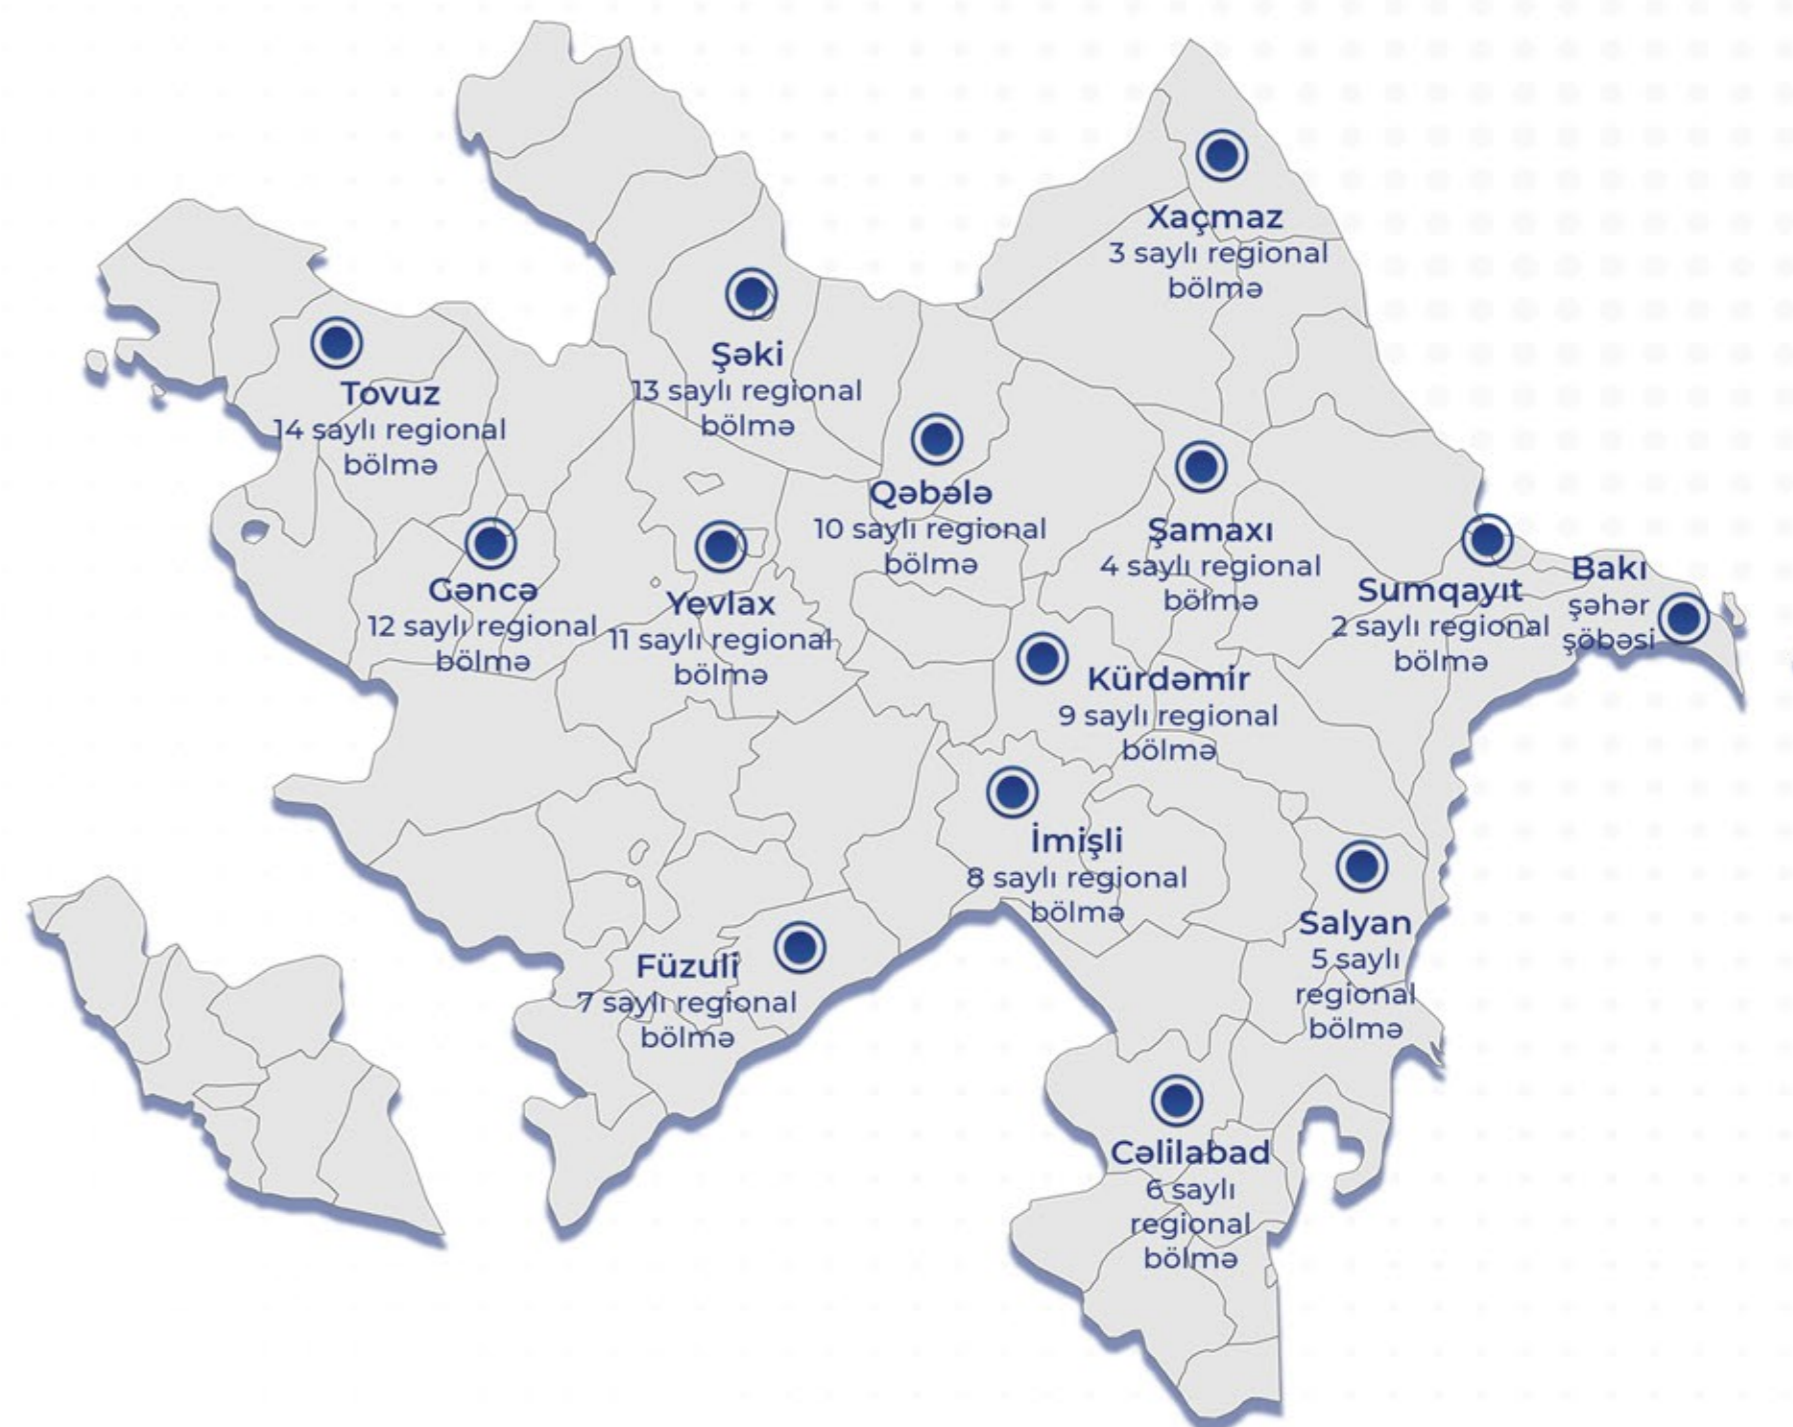 Xaçmaz
3 saylı regional
bölmə
Şəki
13 saylı regional
bölmə
Tovuz
14 saylı regional
bölmə
Qəbələ
10 saylı regional
bölmə
Şamaxı
4 saylı regional
bölmə
Gəncə
12 saylı regional
bölmə
Yevlax
11 saylı regional
bölmə
Sumqayıt
2 saylı regional
bölmə
Bakı
şəhər
şöbəsi
Kürdəmir
9 saylı regional
bölmə
İmişli
8 saylı regional
bölmə
Salyan
5 saylı
regional
bölmə
Füzuli
7 saylı regional
bölmə
Cəlilabad
6 saylı
regional
bölmə